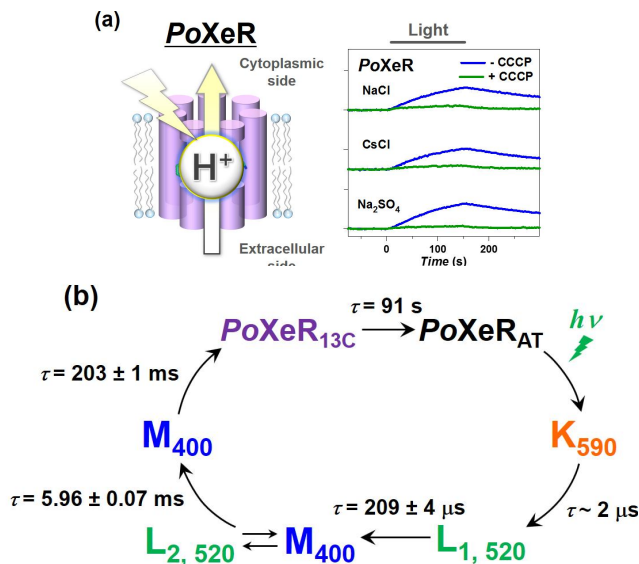 (a)
PoXeR
Cytoplasmic
side
H+
Extracellular
side
Light
PoXeR
- CCCP
+ CCCP
NaCl
CsCl
Na2SO4
0 100 200
Time (s)
(b)
τ = 91 s
PoXeR13C
PoXeRAT
hν
τ = 203 ± 1 ms
M400
K590
τ = 5.96 ± 0.07 ms
τ = 209 ± 4 μs
τ ~ 2 μs
L2, 520
M400
L1, 520